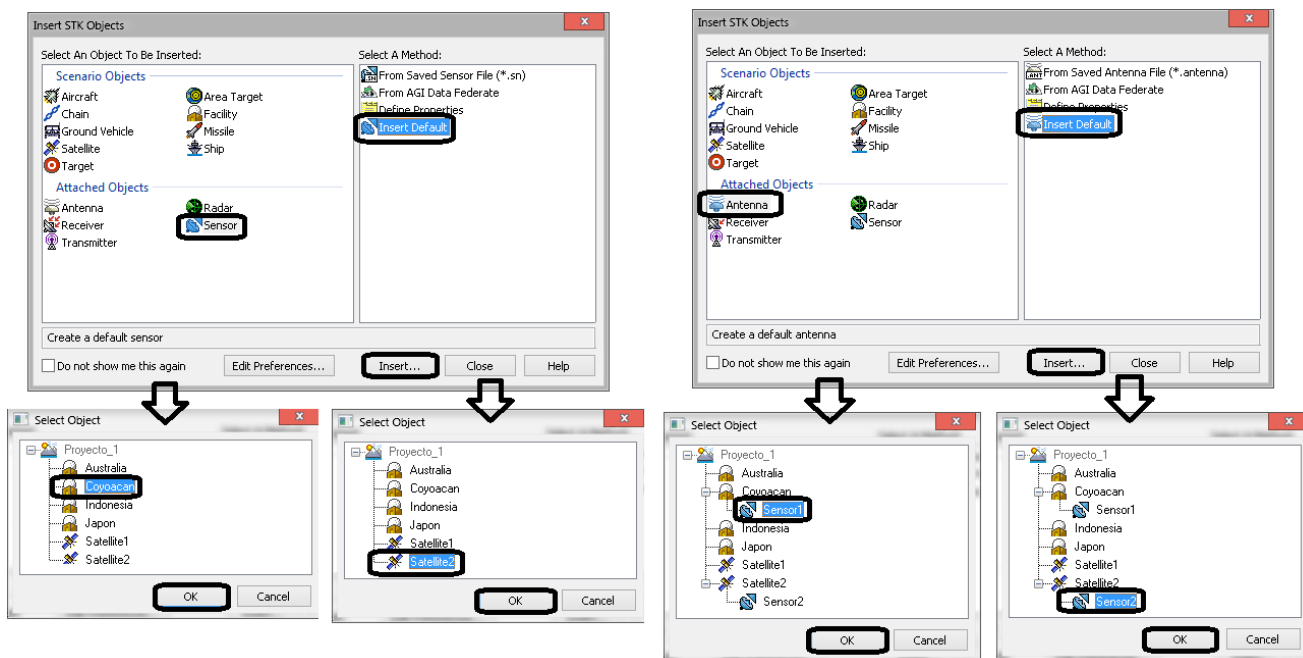 Insert STK Objects
Select An Object To Be Inserted:
Select A Method:
Scenario Objects
Aircraft
Area Target
Chain
Facility
Ground Vehicle
Missile
Satellite
Ship
Target
Attached Objects
Antenna
Radar
Receiver
Sensor
Transmitter
From Saved Sensor File (*.sn)
From AGI Data Federate
Define Properties
Insert Default
Create a default sensor
Do not show me this again
Edit Preferences...
Insert...
Close
Help
Select Object
Proyecto_1
Australia
Coyoacan
Indonesia
Japon
Satellite1
Satellite2
OK
Cancel
Select Object
Proyecto_1
Australia
Coyoacan
Indonesia
Japon
Satellite1
Satellite2
OK
Cancel
Insert STK Objects
Select An Object To Be Inserted:
Select A Method:
Scenario Objects
Aircraft
Area Target
Chain
Facility
Ground Vehicle
Missile
Satellite
Ship
Target
Attached Objects
Antenna
Radar
Receiver
Sensor
Transmitter
From Saved Antenna File (*.antenna)
From AGI Data Federate
Define Properties
Insert Default
Create a default antenna
Do not show me this again
Edit Preferences...
Insert...
Close
Help
Select Object
Proyecto_1
Australia
Coyoacan
Sensor1
Indonesia
Japon
Satellite1
Satellite2
Sensor2
OK
Cancel
Select Object
Proyecto_1
Australia
Coyoacan
Sensor1
Indonesia
Japon
Satellite1
Satellite2
Sensor2
OK
Cancel